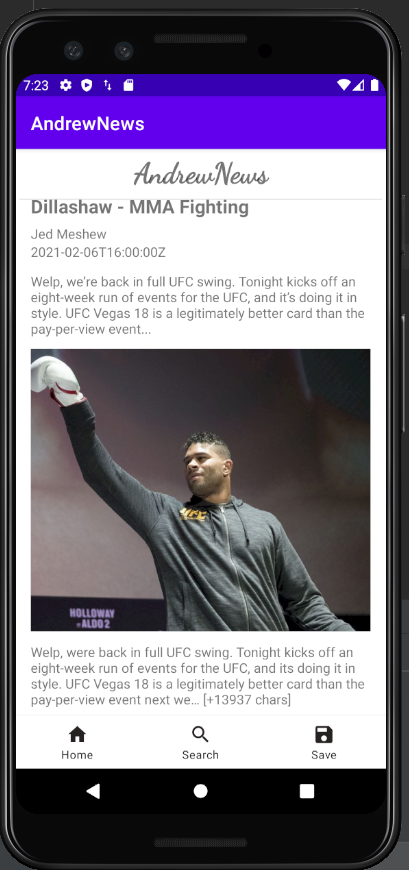 7:23
AndrewNews
AndrewNews
Dillashaw - MMA Fighting
Jed Meshew
2021-02-06T16:00:00Z
Welp, we’re back in full UFC swing. Tonight kicks off an
eight-week run of events for the UFC, and it’s doing it in
style. UFC Vegas 18 is a legitimately better card than the
pay-per-view event...
UFC
HOLLOWAY
ALDO 2
Welp, were back in full UFC swing. Tonight kicks off an
eight-week run of events for the UFC, and its doing it in
style. UFC Vegas 18 is a legitimately better card than the
pay-per-view event next we… [+13937 chars]
Home
Search
Save